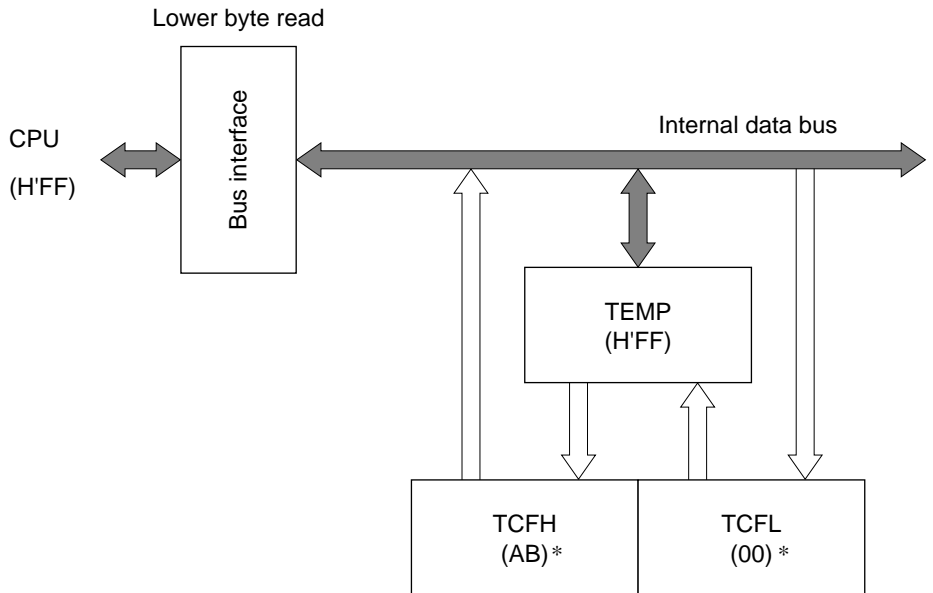 Lower byte read
CPU
(H'FF)
Bus interface
Internal data bus
TEMP
(H'FF)
TCFH
(AB)*
TCFL
(00)*